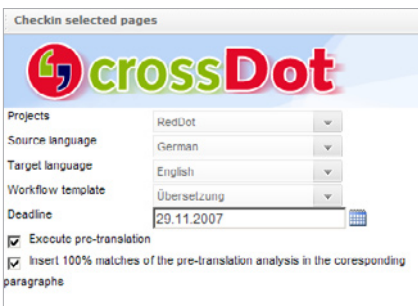 Checkin selected pages
crossDot
Projects RedDot
Source language German
Target language English
Workflow template Übersetzung
Deadline 29.11.2007
Execute pre-translation
Insert 100% matches of the pre-translation analysis in the coresponding
paragraphs